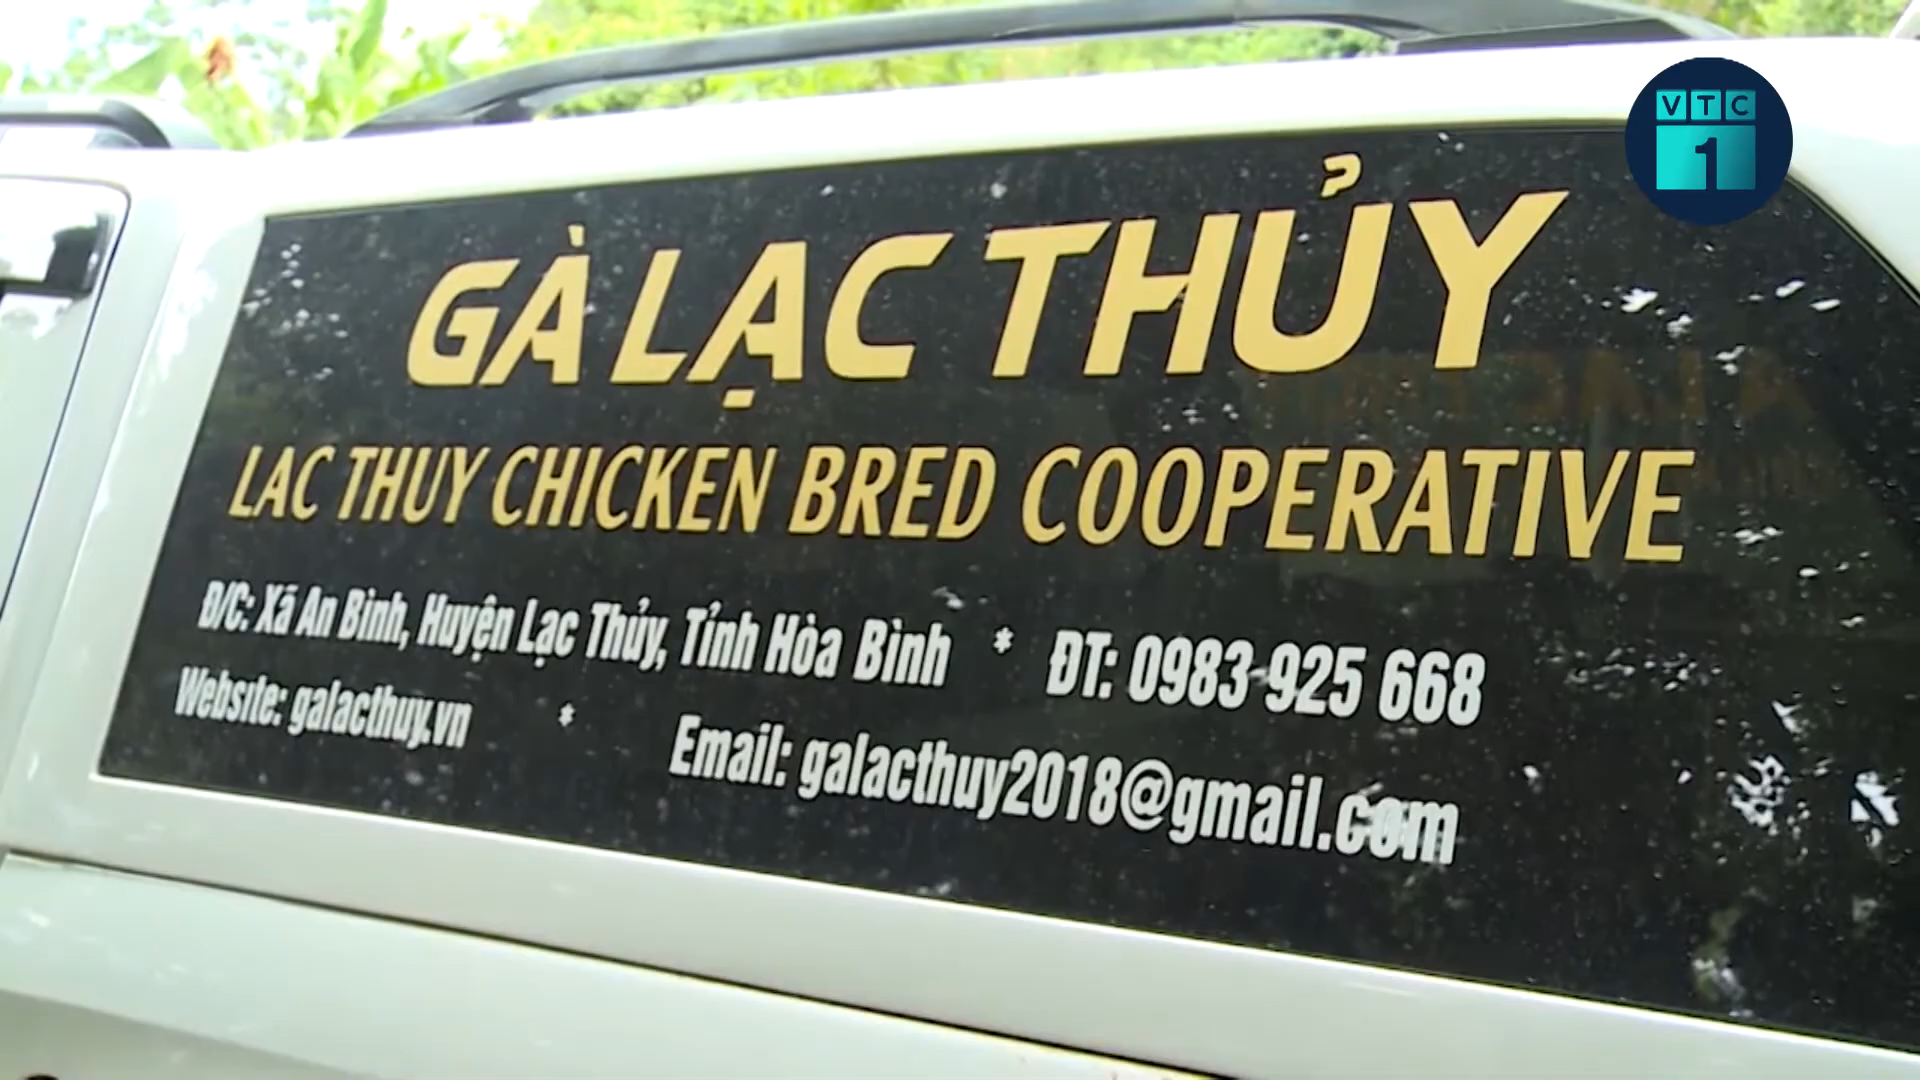 VTC
1
GÀ LẠC THỦY
LAC THUY CHICKEN BRED COOPERATIVE
Đ/C: Xã An Bình, Huyện Lạc Thủy, Tỉnh Hòa Bình * ĐT: 0983 925 668
Website: galacthuy.vn * Email: galacthuy2018@gmail.com